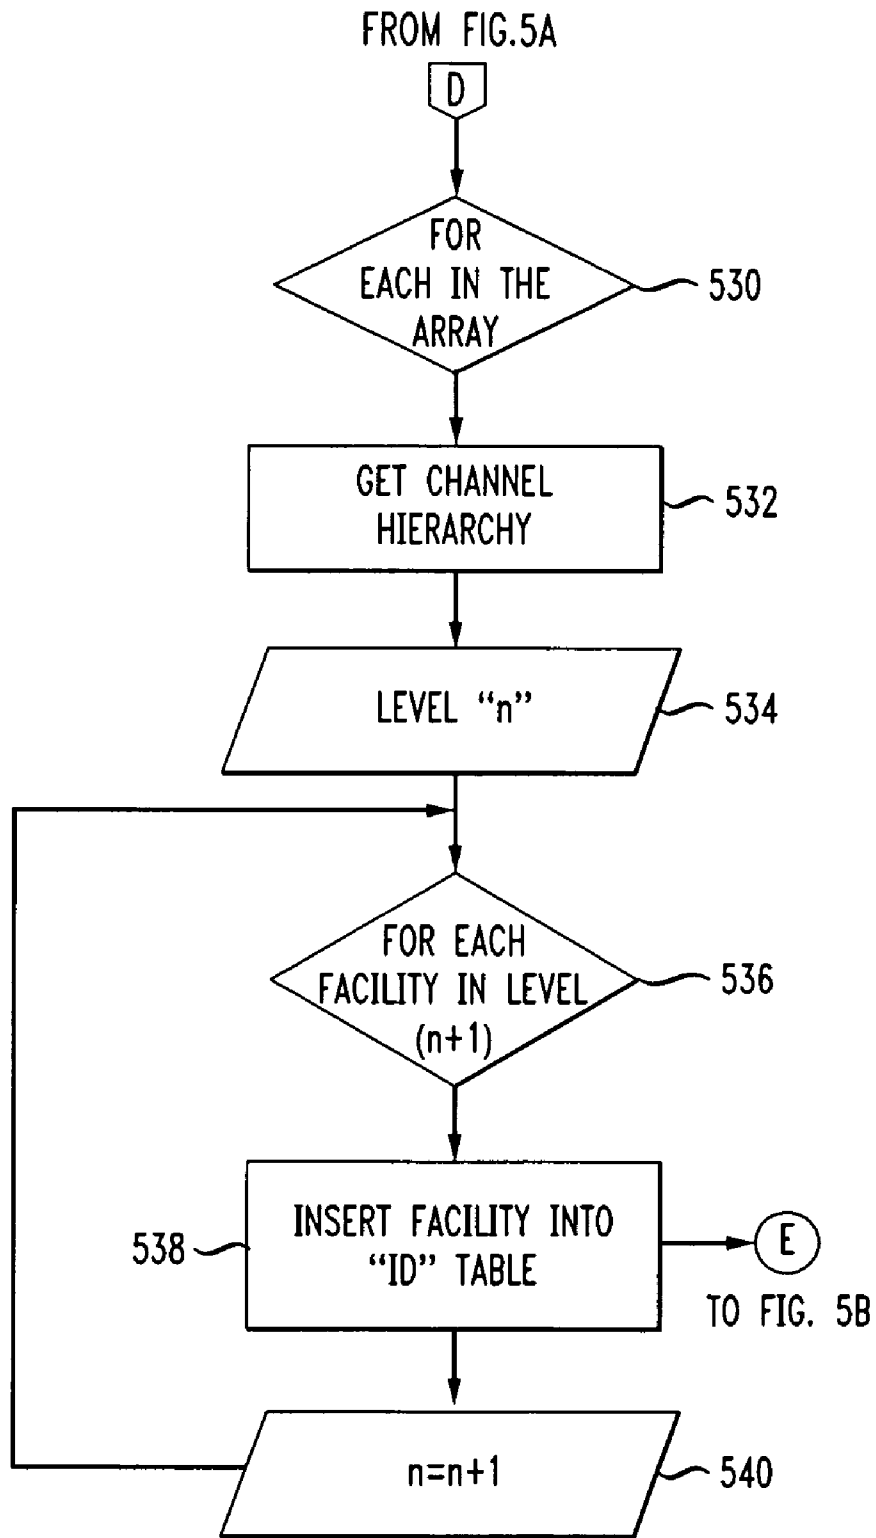 FROM FIG.5A
D
FOR
EACH IN THE
ARRAY
530
GET CHANNEL
HIERARCHY
532
LEVEL “n”
534
FOR EACH
FACILITY IN LEVEL
(n+1)
536
INSERT FACILITY INTO
“ID” TABLE
538
E
TO FIG. 5B
n=n+1
540